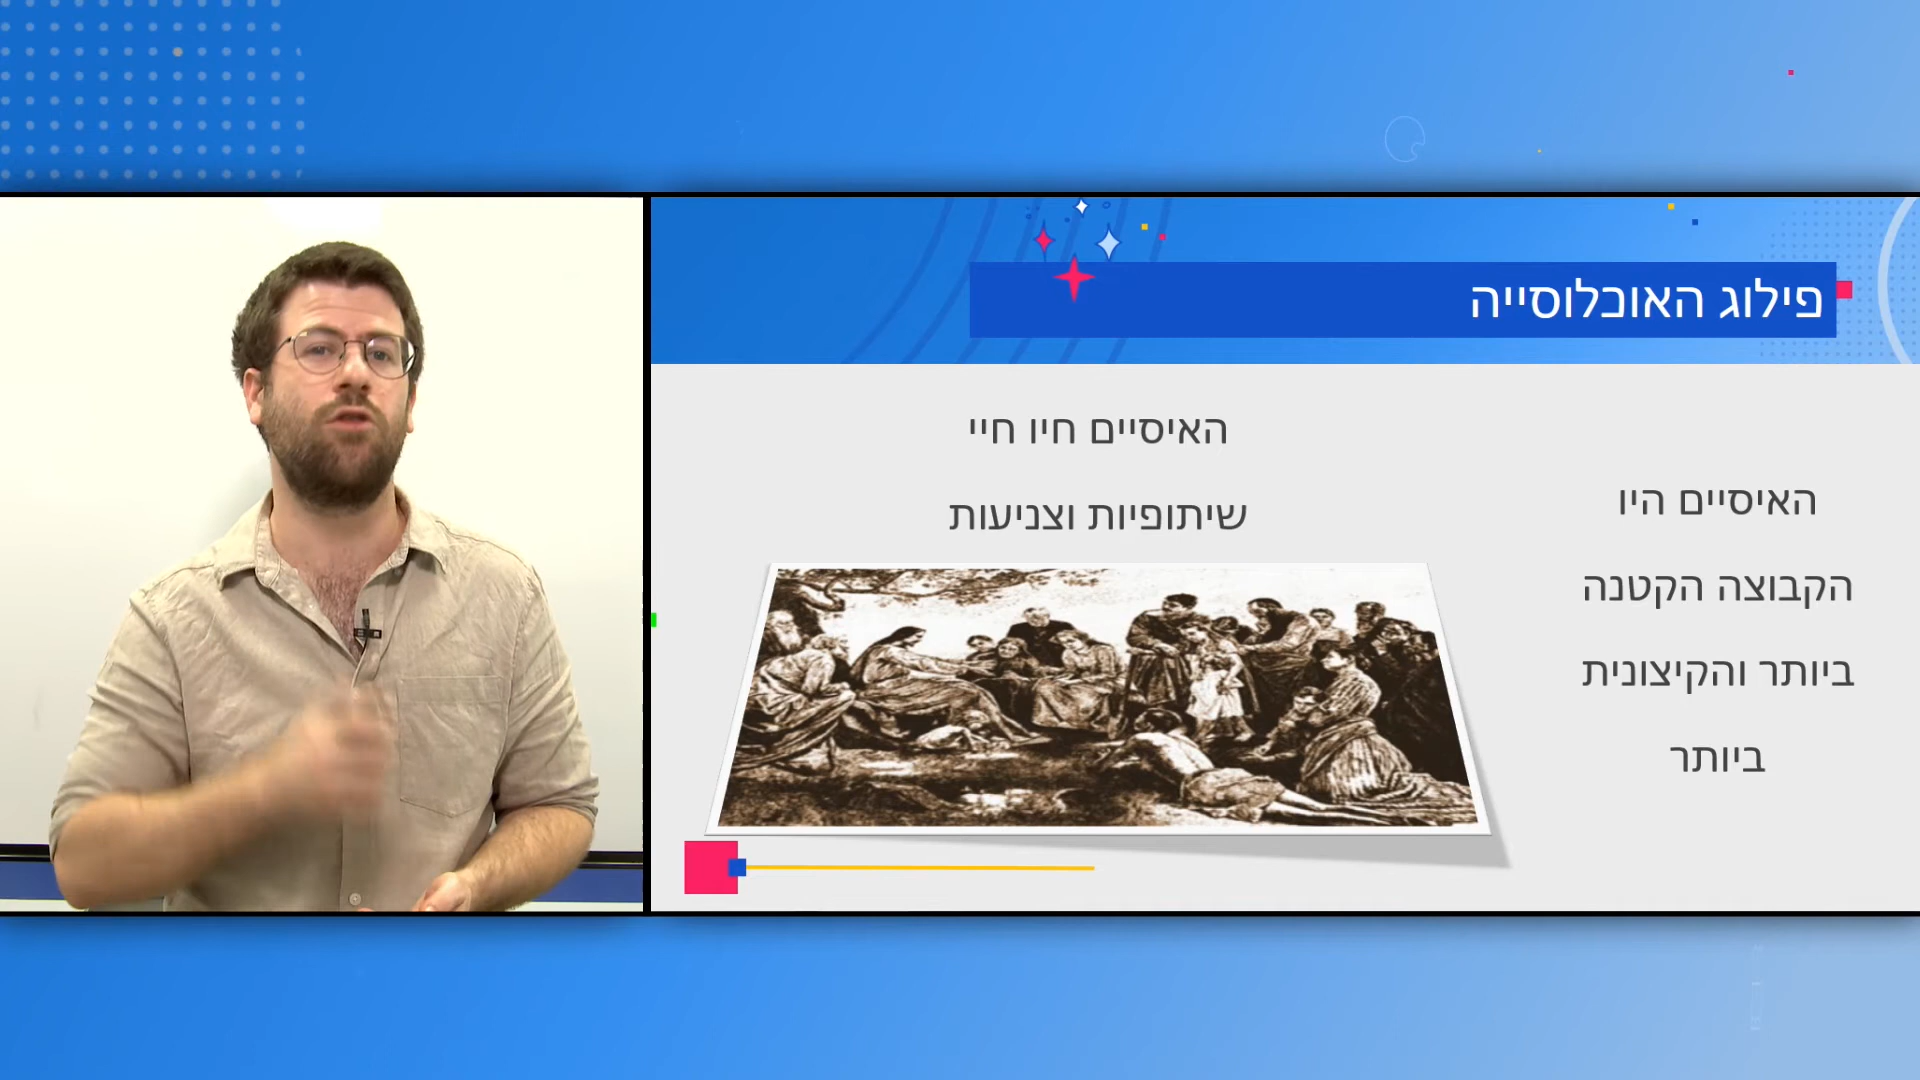 פילוג האוכלוסייה
האיסיים היו
הקבוצה הקטנה
ביותר והקיצונית
ביותר
האיסיים חיו חיי
שיתופיות וצניעות